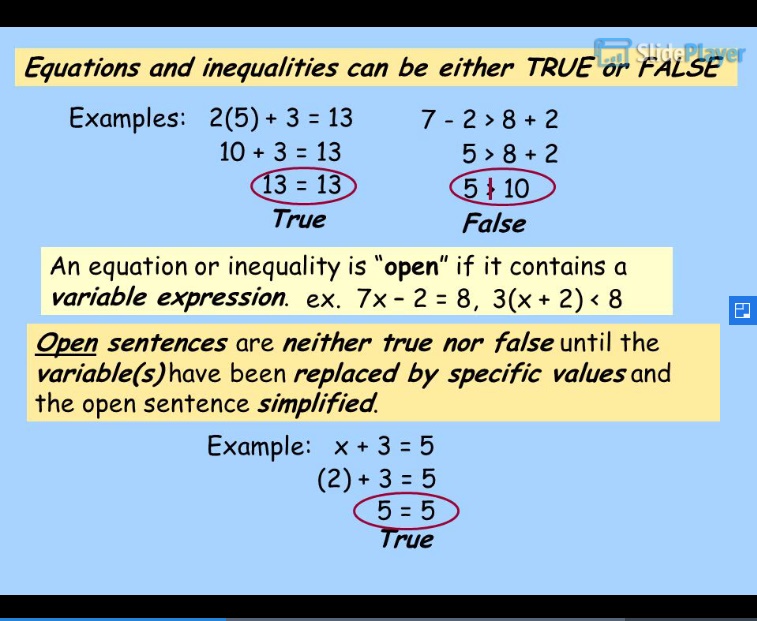 SlidePlayer
Equations and inequalities can be either TRUE or FALSE
Examples: 2(5) + 3 = 13 7 - 2 > 8 + 2
10 + 3 = 13 5 > 8 + 2
13 = 13 5 ≯ 10
True False
An equation or inequality is “open” if it contains a
variable expression. ex. 7x – 2 = 8, 3(x + 2) < 8
Open sentences are neither true nor false until the
variable(s) have been replaced by specific values and
the open sentence simplified.
Example: x + 3 = 5
(2) + 3 = 5
5 = 5
True